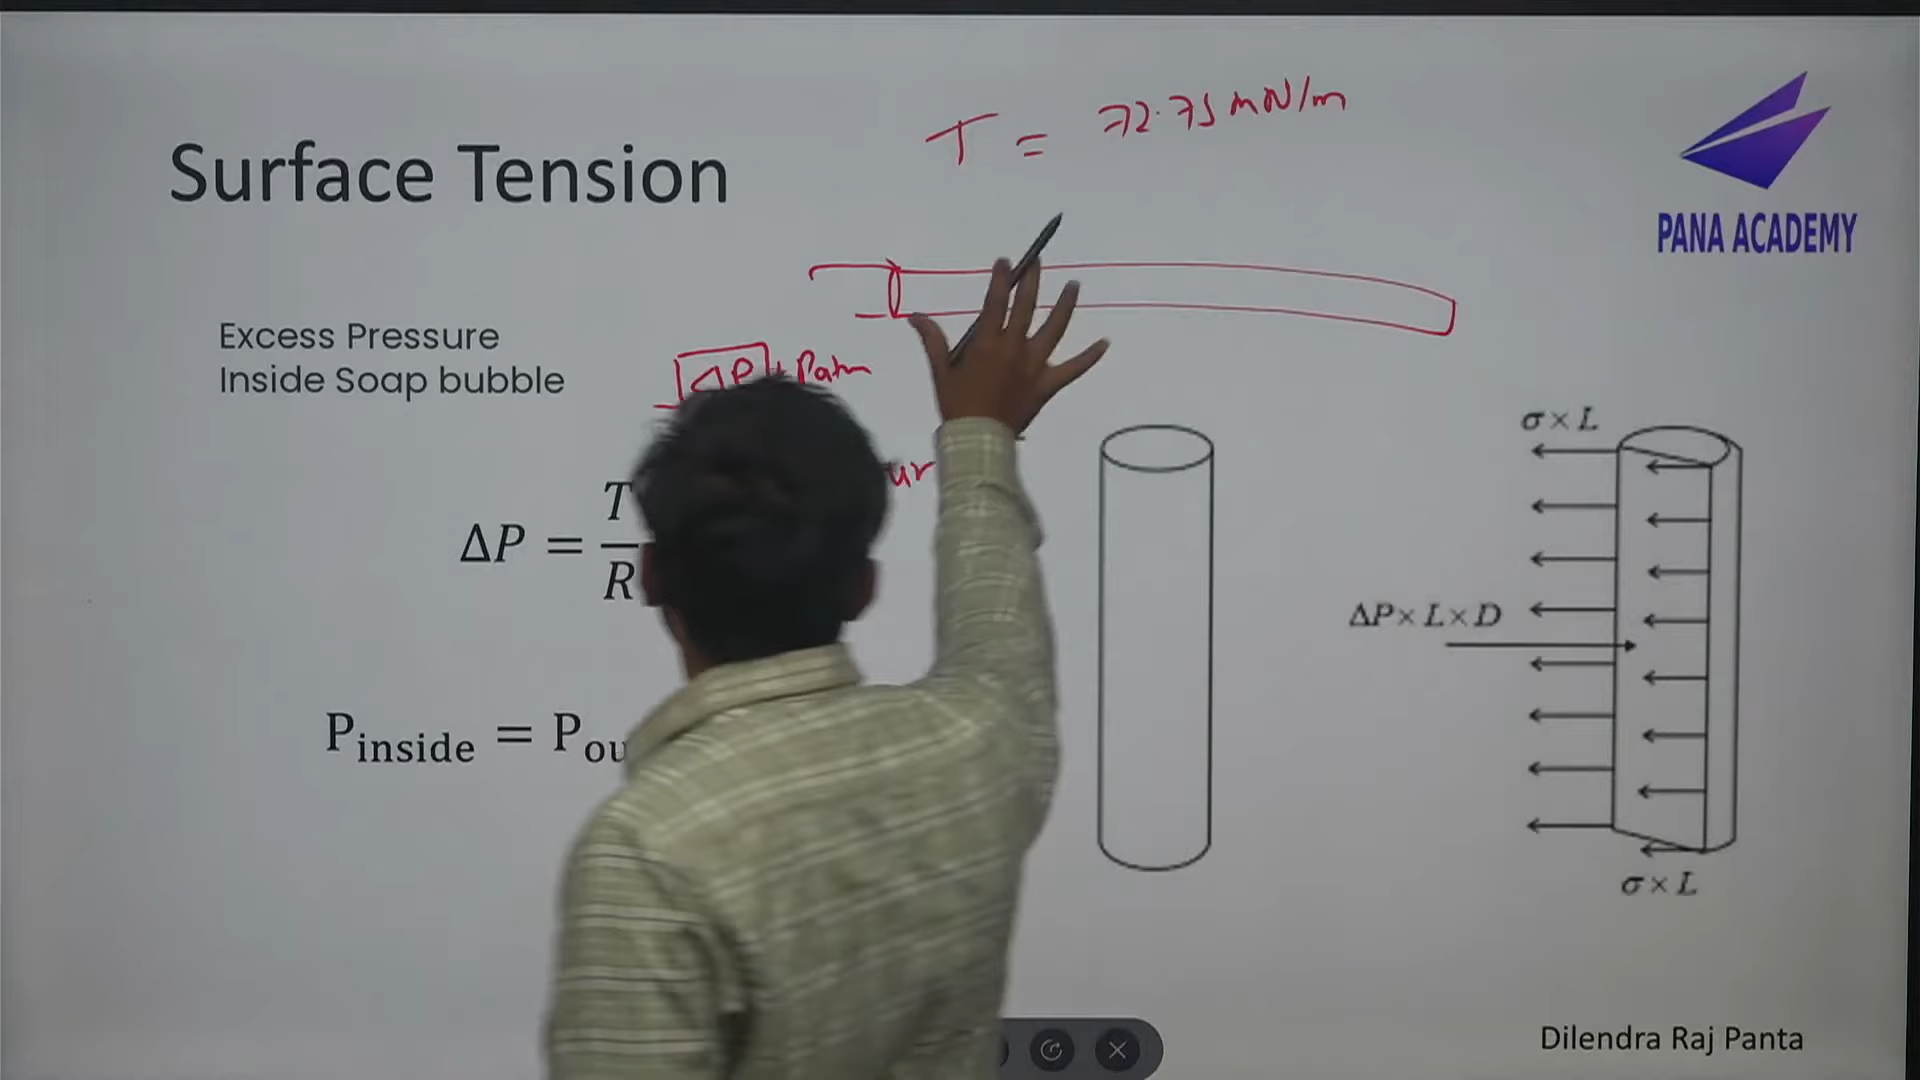 T = 72.75 mN/m
Surface Tension
PANA ACADEMY
Excess Pressure
Inside Soap bubble
ΔP + Patm
ur
ΔP = T
R
Pinside = Pou
σ × L
ΔP × L × D
σ × L
Dilendra Raj Panta